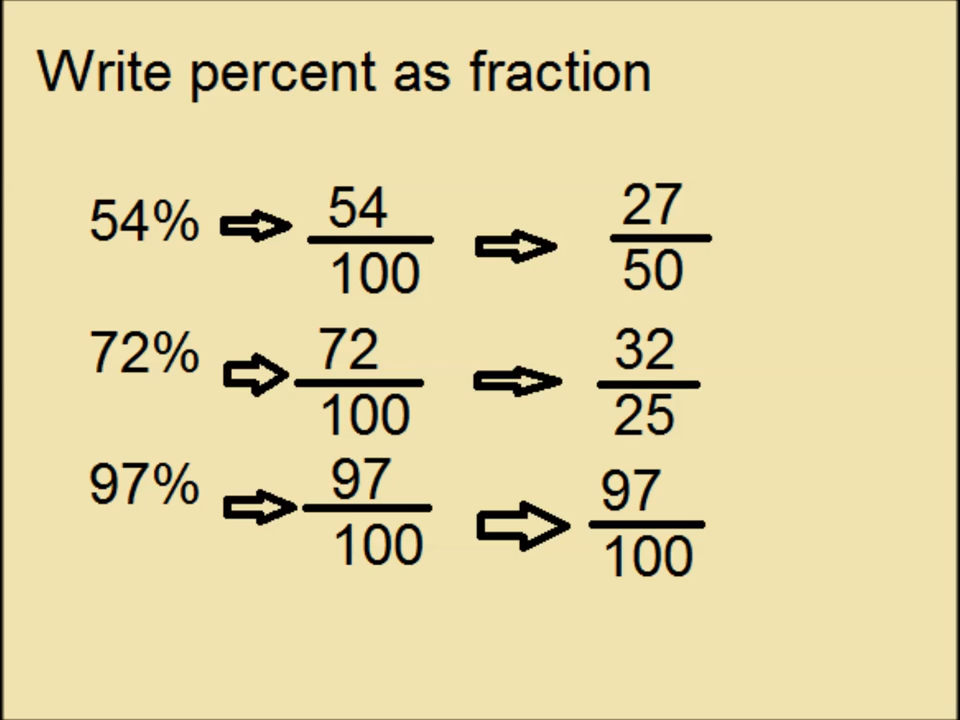 Write percent as fraction
54% ⇨ 54/100 ⇨ 27/50
72% ⇨ 72/100 ⇨ 32/25
97% ⇨ 97/100 ⇨ 97/100